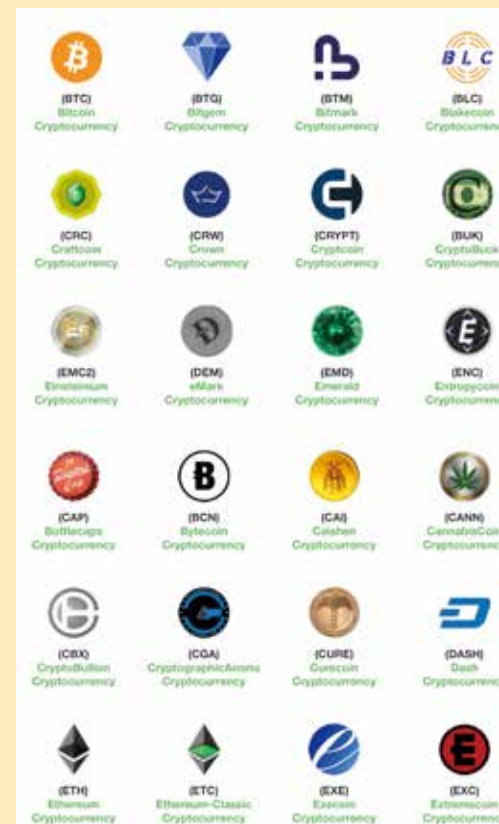 B L C
(BTC)
Bitcoin
Cryptocurrency
(BTG)
Bitgem
Cryptocurrency
(BTM)
Bitmark
Cryptocurrency
(BLC)
Blakecoin
Cryptocurrency
(CRC)
Craftcoin
Cryptocurrency
(CRW)
Crown
Cryptocurrency
(CRYPT)
Cryptcoin
Cryptocurrency
(BUK)
CryptoBuck
Cryptocurrency
(EMC2)
Einsteinium
Cryptocurrency
(DEM)
eMark
Cryptocurrency
(EMD)
Emerald
Cryptocurrency
E
(ENC)
Entropycoin
Cryptocurrency
Digital
(CAP)
Bottlecaps
Cryptocurrency
(BCN)
Bytecoin
Cryptocurrency
(CAI)
Caishen
Cryptocurrency
(CANN)
CannabisCoin
Cryptocurrency
(CBX)
CryptoBullion
Cryptocurrency
(CGA)
Cryptocurrency
(CURE)
Curecoin
Cryptocurrency
(DASH)
Dash
Cryptocurrency
(ETH)
Ethereum
Cryptocurrency
(ETC)
Ethereum-Classic
Cryptocurrency
(EXE)
Execoin
Cryptocurrency
E
(EXC)
Extremecoin
Cryptocurrency